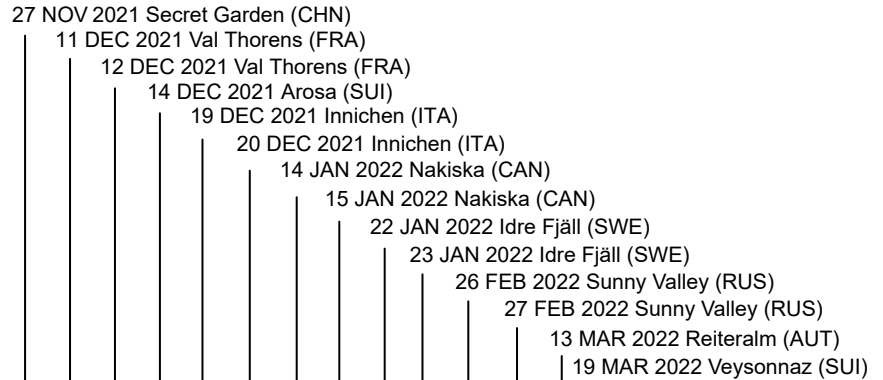 27 NOV 2021 Secret Garden (CHN)
11 DEC 2021 Val Thorens (FRA)
12 DEC 2021 Val Thorens (FRA)
14 DEC 2021 Arosa (SUI)
19 DEC 2021 Innichen (ITA)
20 DEC 2021 Innichen (ITA)
14 JAN 2022 Nakiska (CAN)
15 JAN 2022 Nakiska (CAN)
22 JAN 2022 Idre Fjäll (SWE)
23 JAN 2022 Idre Fjäll (SWE)
26 FEB 2022 Sunny Valley (RUS)
27 FEB 2022 Sunny Valley (RUS)
13 MAR 2022 Reiteralm (AUT)
19 MAR 2022 Veysonnaz (SUI)